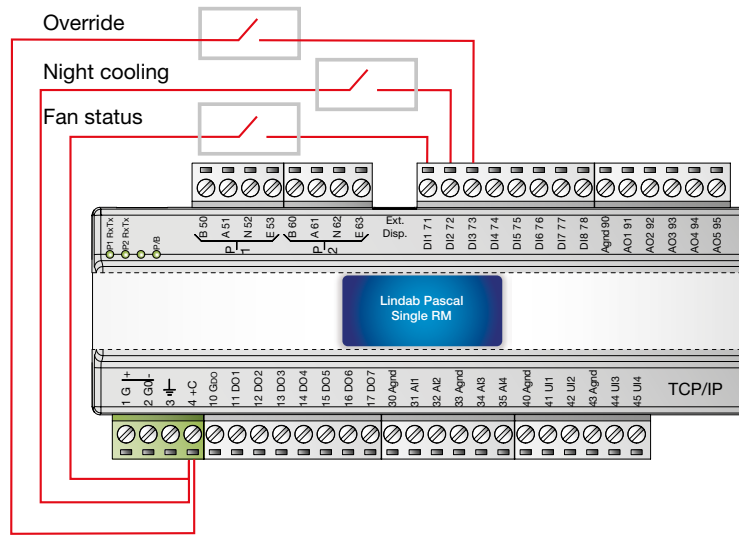 Override
Night cooling
Fan status
P1 RxTx
P2 RxTx
P/B
B 50
A 51
N 52
E 53
P
1
B 60
A 61
N 62
E 63
P
2
Ext.
Disp.
DI1 71
DI2 72
DI3 73
DI4 74
DI5 75
DI6 76
DI7 77
DI8 78
Agnd 90
AO1 91
AO2 92
AO3 93
AO4 94
AO5 95
Lindab Pascal
Single RM
1 G +
2 G0 -
3
4 +C
10 GDO
11 DO1
12 DO2
13 DO3
14 DO4
15 DO5
16 DO6
17 DO7
30 Agnd
31 AI1
32 AI2
33 Agnd
34 AI3
35 AI4
40 Agnd
41 UI1
42 UI2
43 Agnd
44 UI3
45 UI4
TCP/IP